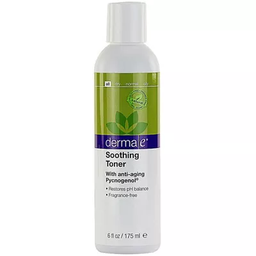 derma e®
Soothing
Toner
With anti-aging
Pycnogenol®
• Restores pH balance
• Fragrance-free
6 fl oz / 175 ml e